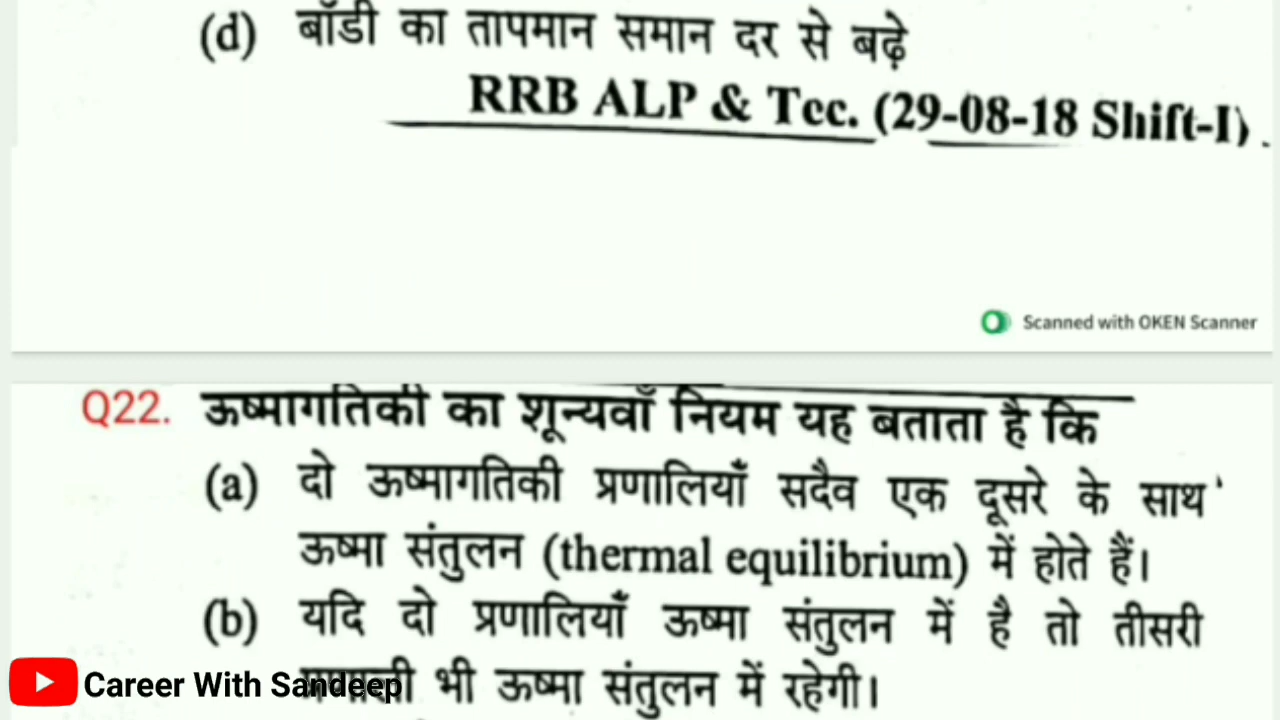 (d) बॉडी का तापमान समान दर से बढ़े
RRB ALP & Tec. (29-08-18 Shift-I)
Scanned with OKEN Scanner
Q22. ऊष्मागतिकी का शून्यवाँ नियम यह बताता है कि
(a) दो ऊष्मागतिकी प्रणालियाँ सदैव एक दूसरे के साथ
ऊष्मा संतुलन (thermal equilibrium) में होते हैं।
(b) यदि दो प्रणालियाँ ऊष्मा संतुलन में है तो तीसरी
भी ऊष्मा संतुलन में रहेगी।
Career With Sandeep